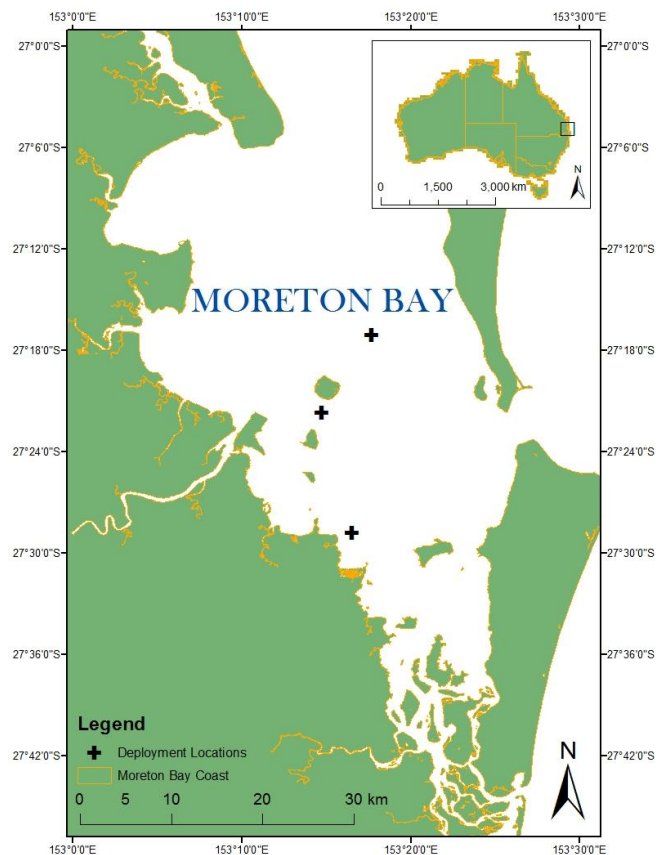 153°0'0"E 153°10'0"E 153°20'0"E 153°30'0"E
27°0'0"S 27°0'0"S
0 1,500 3,000 km
N
27°6'0"S 27°6'0"S
27°12'0"S 27°12'0"S
MORETON BAY
27°18'0"S 27°18'0"S
27°24'0"S 27°24'0"S
27°30'0"S 27°30'0"S
27°36'0"S 27°36'0"S
Legend
Deployment Locations
Moreton Bay Coast
27°42'0"S 27°42'0"S
N
0 5 10 20 30 km
153°0'0"E 153°10'0"E 153°20'0"E 153°30'0"E